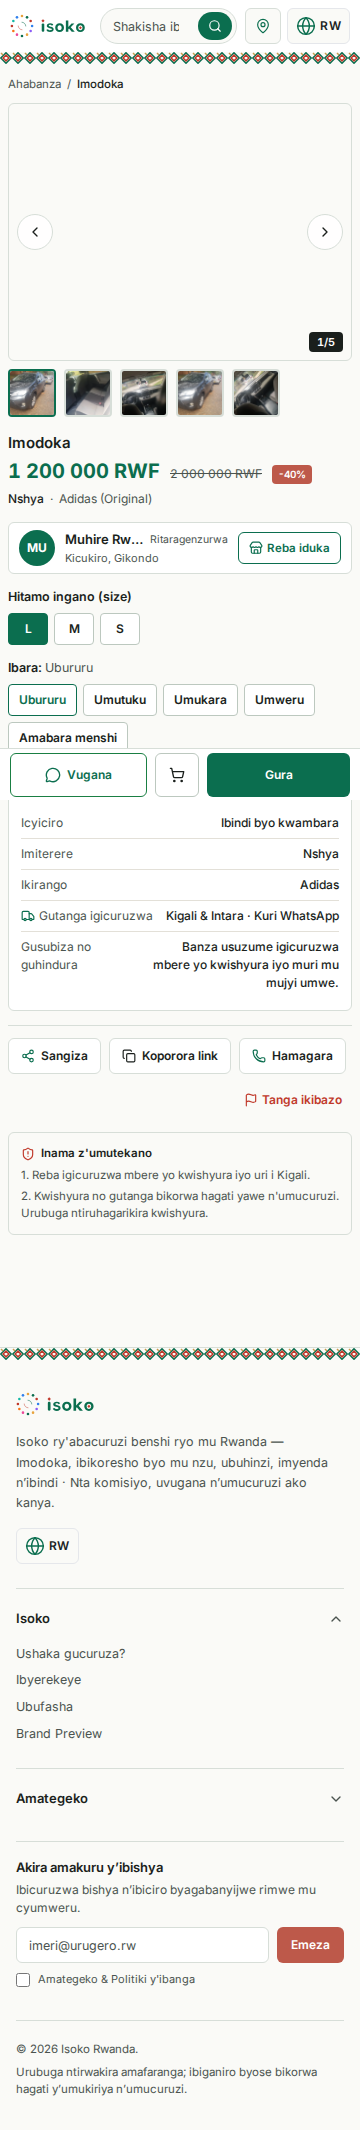 isoko
Shakisha ib
RW
Ahabanza / Imodoka
1/5
Imodoka
1 200 000 RWF 2 000 000 RWF -40%
Nshya · Adidas (Original)
MU
Muhire Rw... Ritaragenzurwa
Kicukiro, Gikondo
Reba iduka
Hitamo ingano (size)
L M S
Ibara: Ubururu
Ubururu Umutuku Umukara Umweru
Amabara menshi
Vugana
Gura
Icyiciro Ibindi byo kwambara
Imiterere Nshya
Ikirango Adidas
Gutanga igicuruzwa Kigali & Intara · Kuri WhatsApp
Gusubiza no guhindura Banza usuzume igicuruzwa
mbere yo kwishyura iyo muri mu
mujyi umwe.
Sangiza Koporora link Hamagara
Tanga ikibazo
Inama z'umutekano
1. Reba igicuruzwa mbere yo kwishyura iyo uri i Kigali.
2. Kwishyura no gutanga bikorwa hagati yawe n'umucuruzi.
Urubuga ntiruhagarikira kwishyura.
isoko
Isoko ry'abacuruzi benshi ryo mu Rwanda —
Imodoka, ibikoresho byo mu nzu, ubuhinzi, imyenda
n'ibindi · Nta komisiyo, uvugana n'umucuruzi ako
kanya.
RW
Isoko
Ushaka gucuruza?
Ibyerekeye
Ubufasha
Brand Preview
Amategeko
Akira amakuru y'ibishya
Ibicuruzwa bishya n'ibiciro byagabanyijwe rimwe mu
cyumweru.
imeri@urugero.rw
Emeza
Amategeko & Politiki y'ibanga
© 2026 Isoko Rwanda.
Urubuga ntirwakira amafaranga; ibiganiro byose bikorwa
hagati y'umukiriya n'umucuruzi.